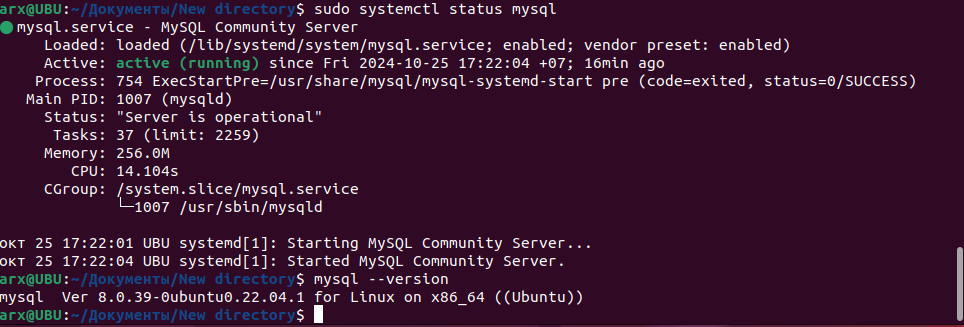 arx@UBU:~/Документы/New directory$ sudo systemctl status mysql
● mysql.service - MySQL Community Server
Loaded: loaded (/lib/systemd/system/mysql.service; enabled; vendor preset: enabled)
Active: active (running) since Fri 2024-10-25 17:22:04 +07; 16min ago
Process: 754 ExecStartPre=/usr/share/mysql/mysql-systemd-start pre (code=exited, status=0/SUCCESS)
Main PID: 1007 (mysqld)
Status: "Server is operational"
Tasks: 37 (limit: 2259)
Memory: 256.0M
CPU: 14.104s
CGroup: /system.slice/mysql.service
└─1007 /usr/sbin/mysqld
окт 25 17:22:01 UBU systemd[1]: Starting MySQL Community Server...
окт 25 17:22:04 UBU systemd[1]: Started MySQL Community Server.
arx@UBU:~/Документы/New directory$ mysql --version
mysql  Ver 8.0.39-0ubuntu0.22.04.1 for Linux on x86_64 ((Ubuntu))
arx@UBU:~/Документы/New directory$